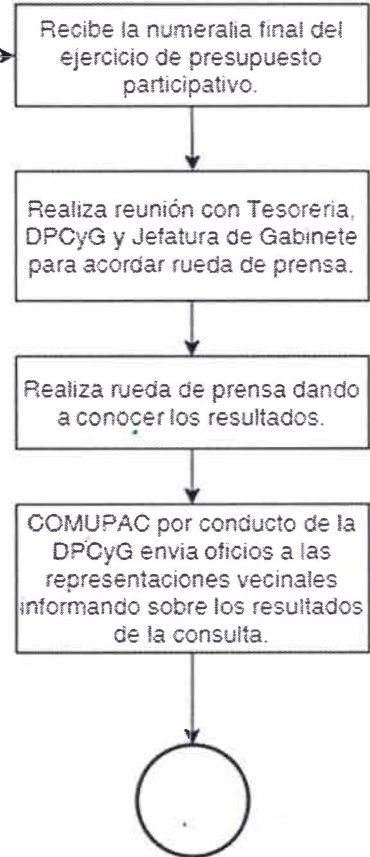 Recibe la numeralia final del
ejercicio de presupuesto
participativo.
Realiza reunión con Tesoreria,
DPCyG y Jefatura de Gabinete
para acordar rueda de prensa.
Realiza rueda de prensa dando
a conocer los resultados.
COMUPAC por conducto de la
DPCyG envia oficios a las
representaciones vecinales
informando sobre los resultados
de la consulta.